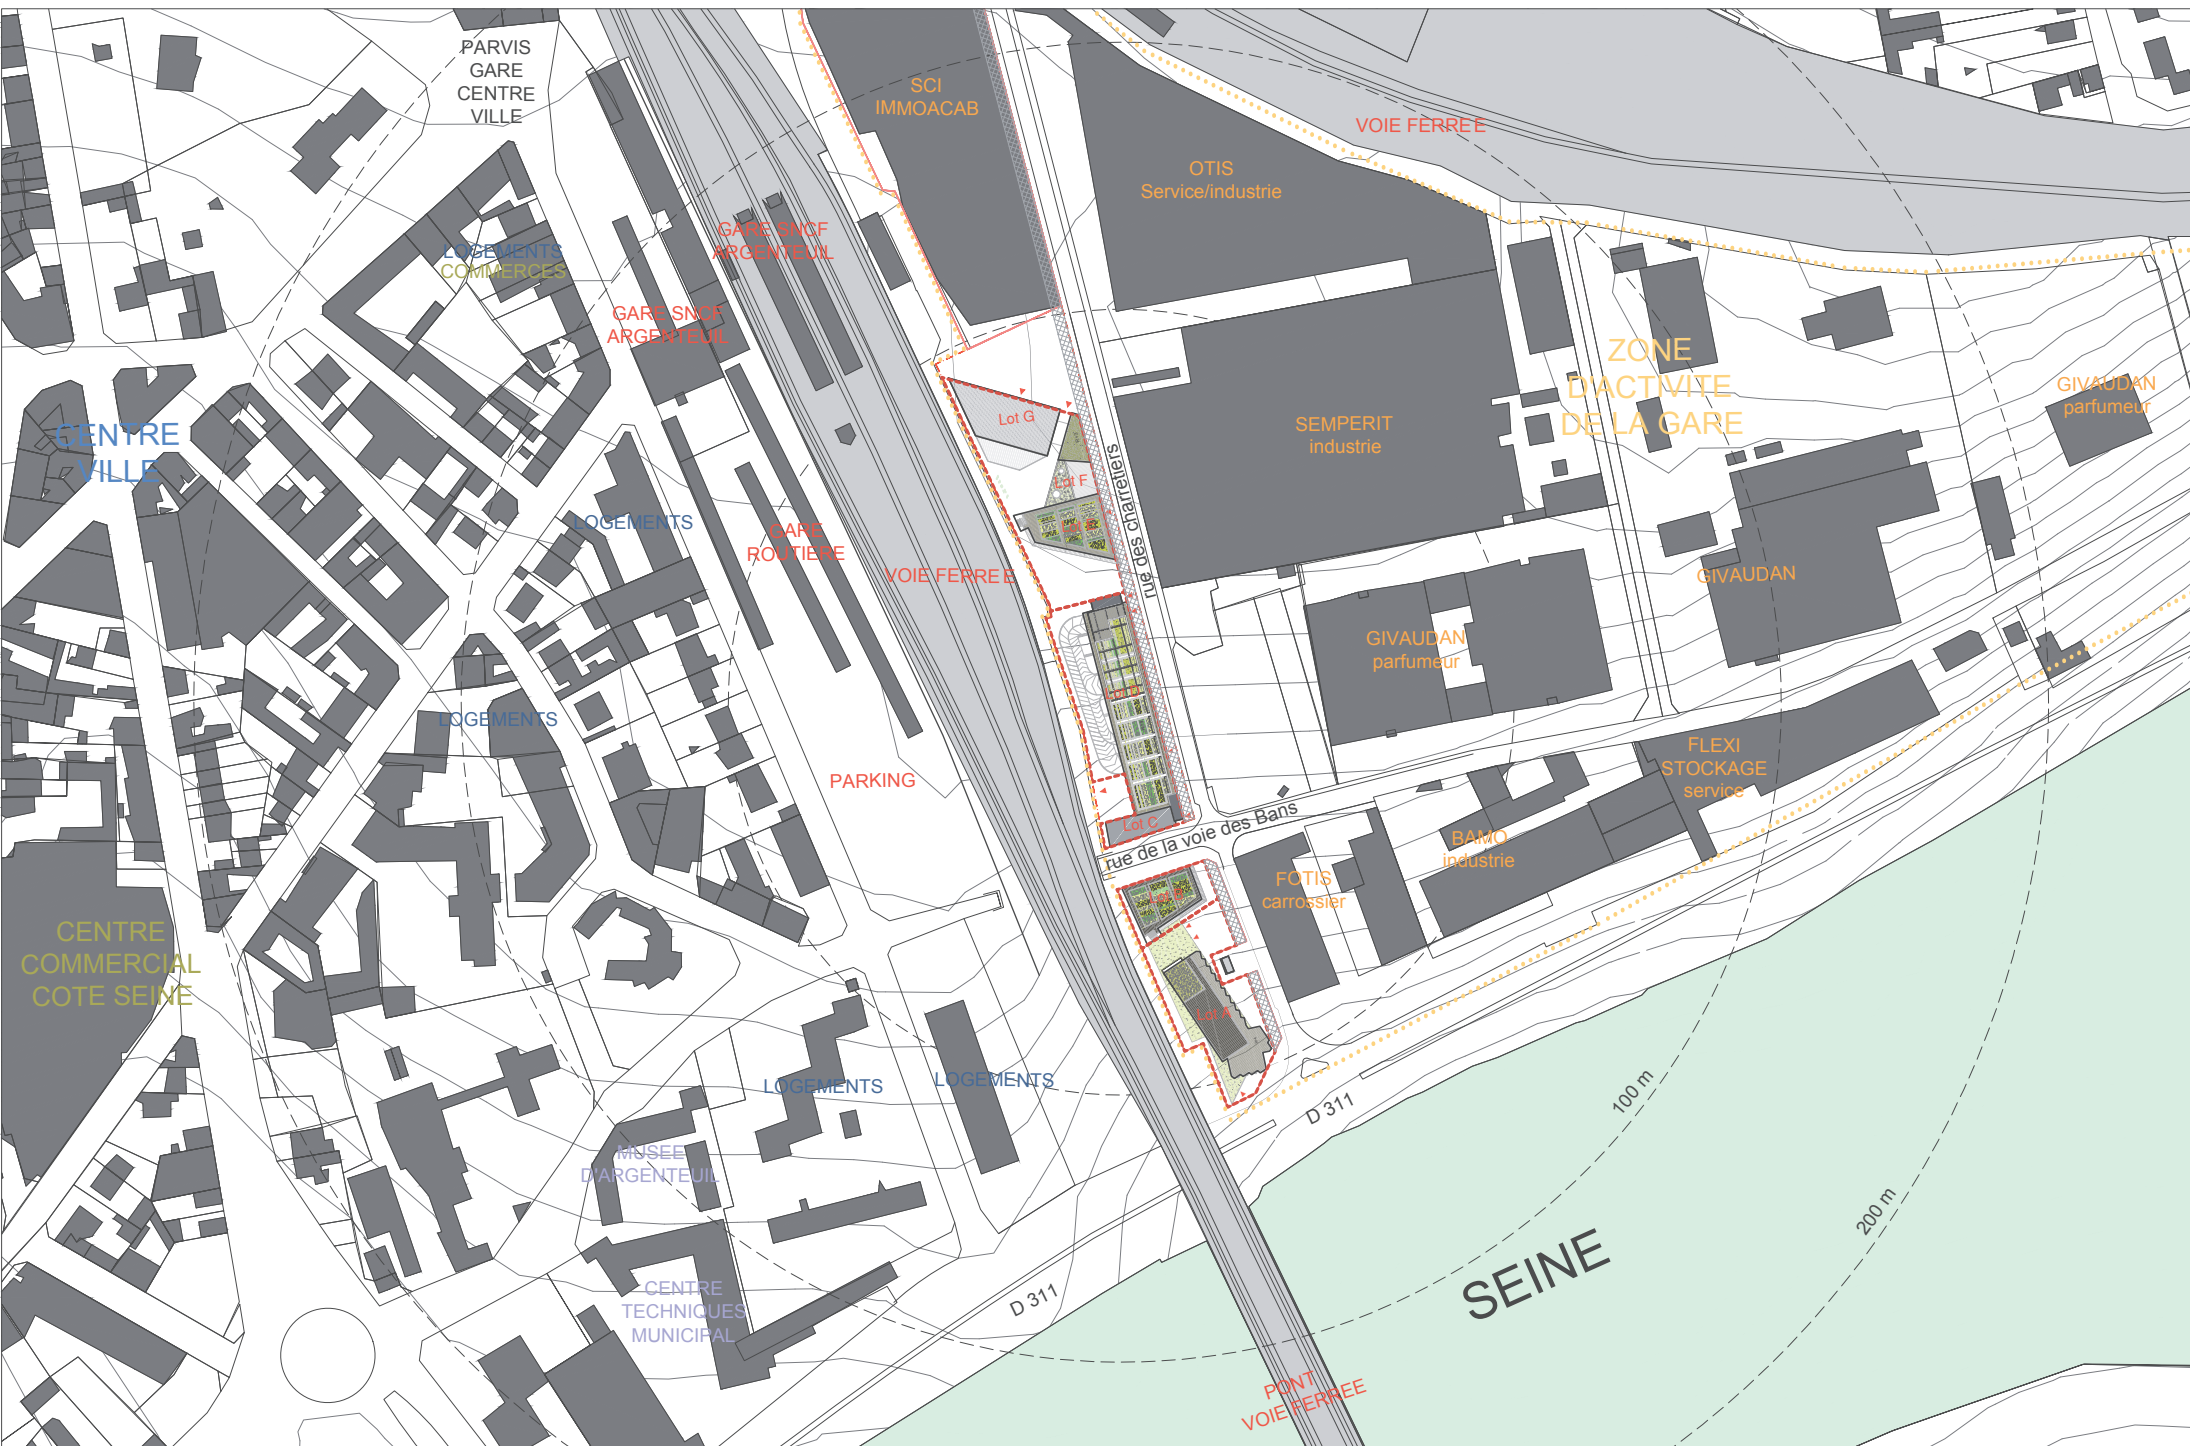 PARVIS
GARE
CENTRE
VILLE
SCI
IMMOACAB
VOIE FERREE
OTIS
Service/industrie
GARE SNCF
ARGENTEUIL
LOGEMENTS
COMMERCES
GARE SNCF
ARGENTEUIL
ZONE
D'ACTIVITE
DE LA GARE
GIVAUDAN
parfumeur
CENTRE
VILLE
Lot G
SEMPERIT
industrie
rue des charretiers
Lot F
LOGEMENTS
GARE
ROUTIERE
VOIE FERREE
GIVAUDAN
GIVAUDAN
parfumeur
Lot D
LOGEMENTS
PARKING
FLEXI
STOCKAGE
service
Lot C
rue de la voie des Bans
BAMO
industrie
FOTIS
carrossier
Lot
CENTRE
COMMERCIAL
COTE SEINE
Lot A
LOGEMENTS
LOGEMENTS
D 311
100 m
MUSEE
D'ARGENTEUIL
200 m
SEINE
CENTRE
TECHNIQUES
MUNICIPAL
D 311
PONT
VOIE FERREE